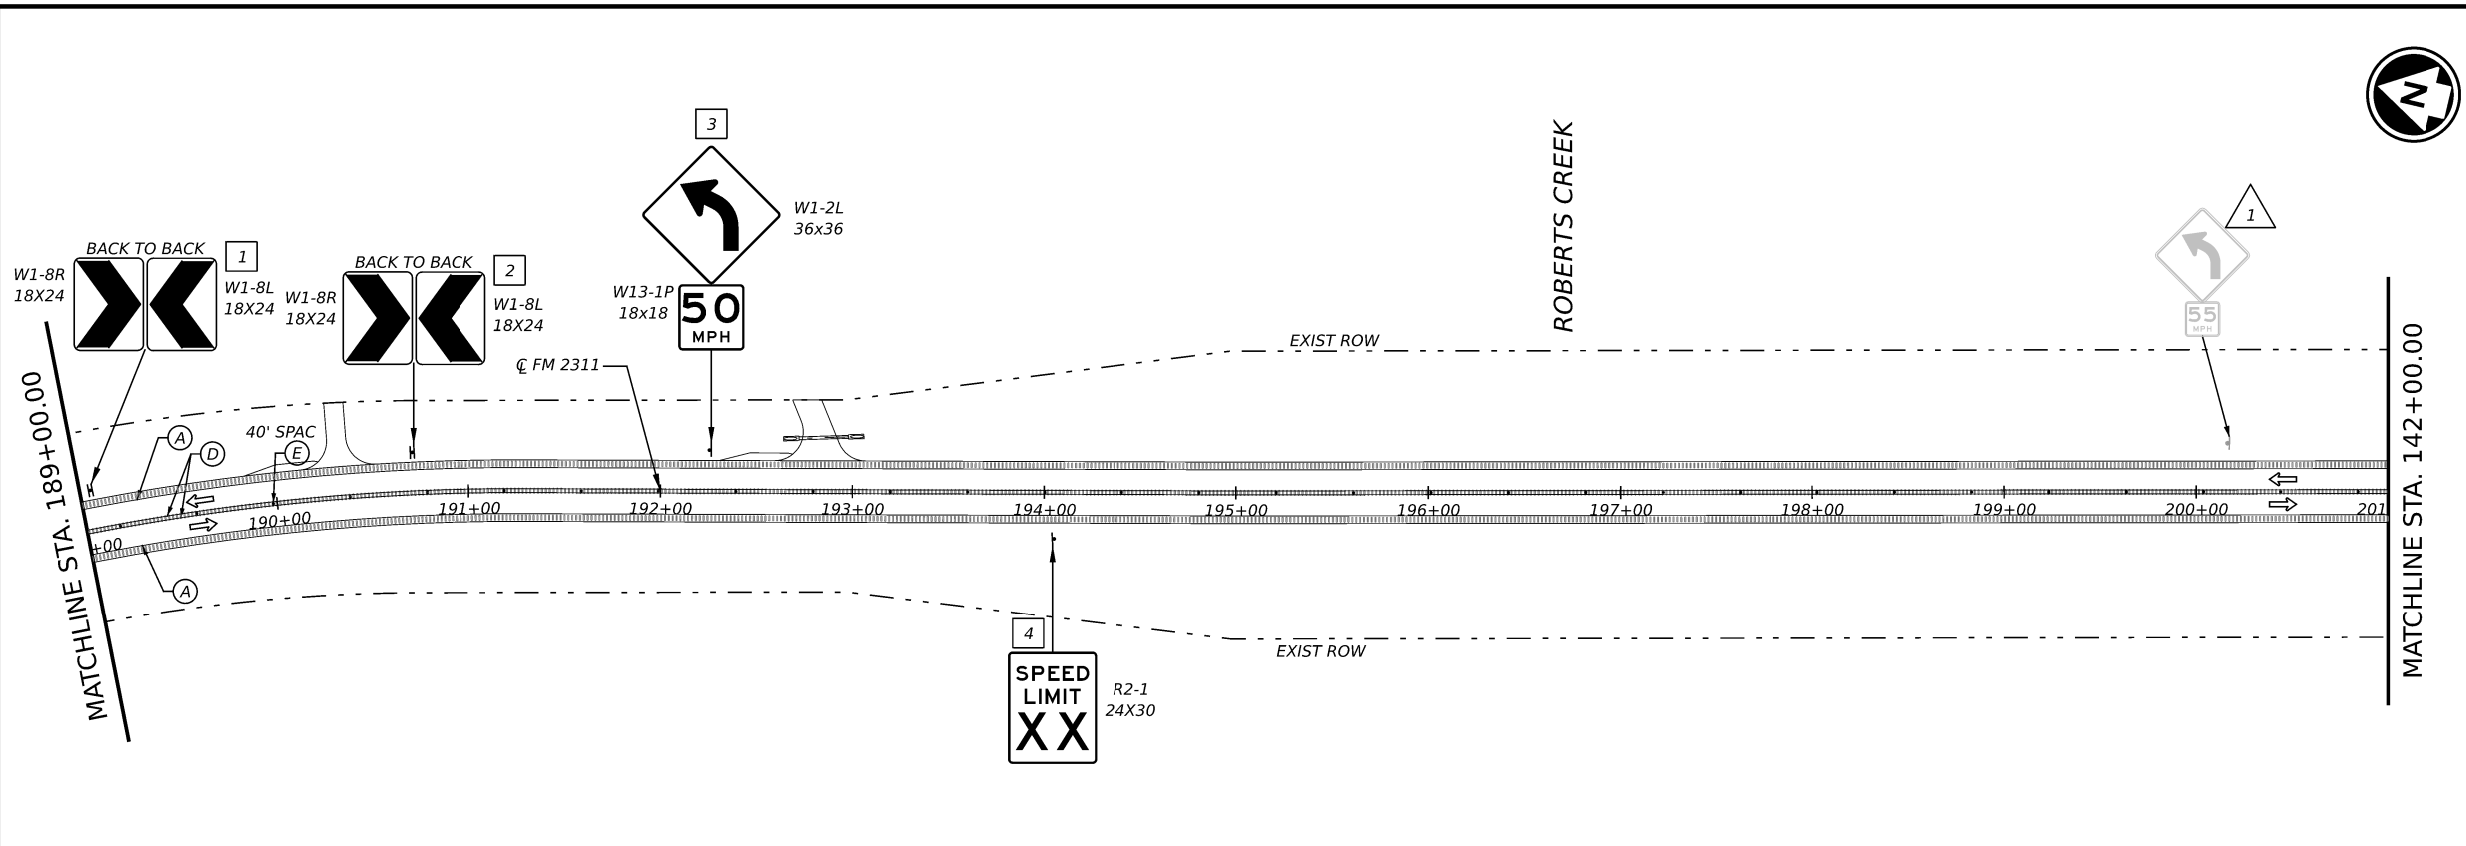 N
3
W1-2L
36x36
ROBERTS CREEK
1
55
MPH
BACK TO BACK
1
W1-8R
18X24
W1-8L
18X24
BACK TO BACK
2
W1-8R
18X24
W1-8L
18X24
W13-1P
18x18
50
MPH
℄ FM 2311
EXIST ROW
MATCHLINE STA. 189+00.00
MATCHLINE STA. 142+00.00
A
D
40' SPAC
E
+00
190+00
191+00
192+00
193+00
194+00
195+00
196+00
197+00
198+00
199+00
200+00
201
A
EXIST ROW
4
SPEED
LIMIT
XX
R2-1
24X30